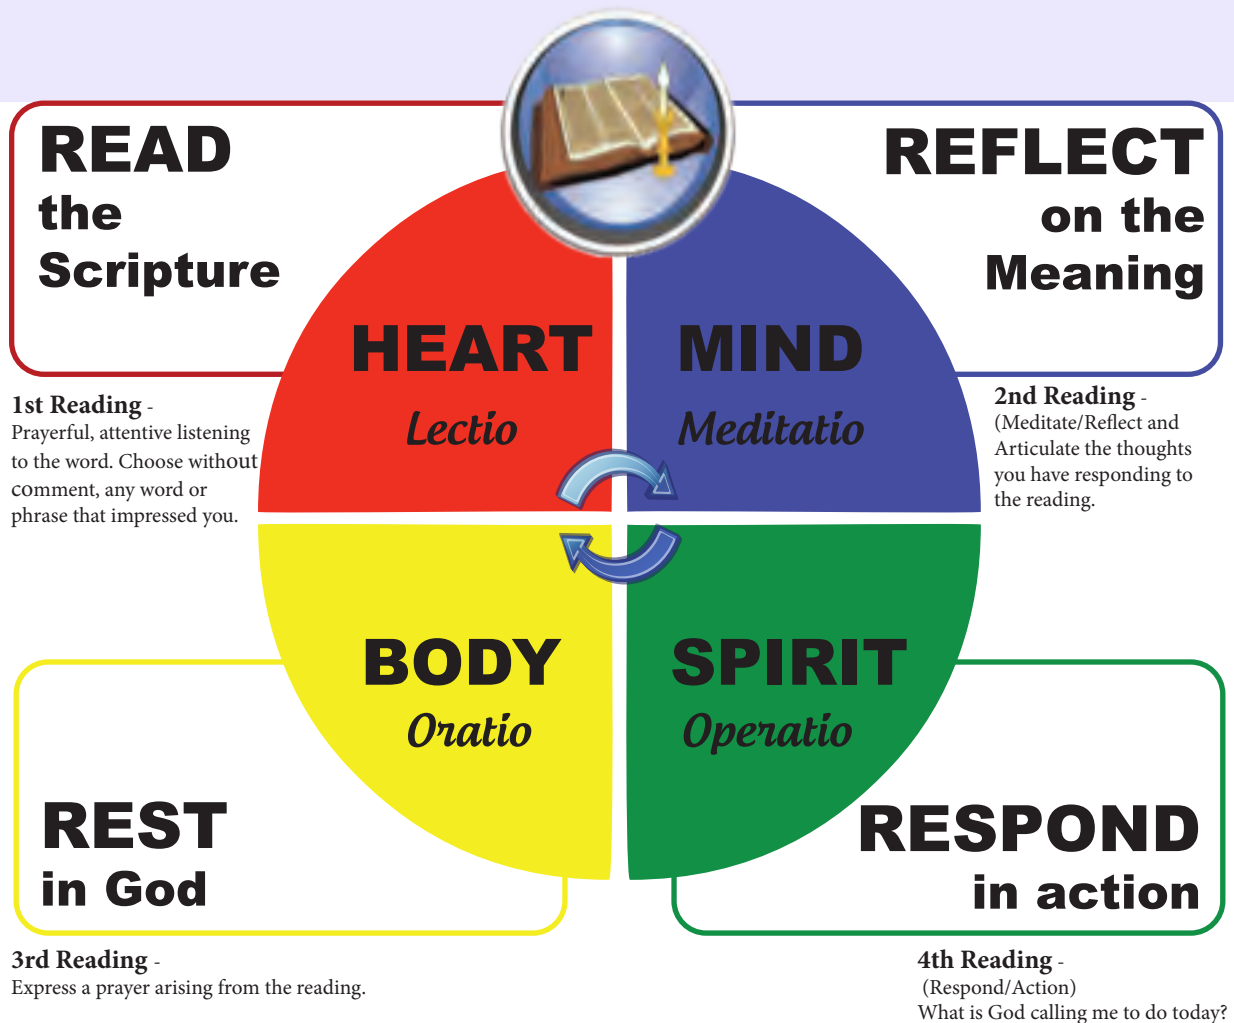 READ
the
Scripture
HEART
Lectio
1st Reading -
Prayerful, attentive listening
to the word. Choose without
comment, any word or
phrase that impressed you.
REFLECT
on the
Meaning
MIND
Meditatio
2nd Reading -
(Meditate/Reflect and
Articulate the thoughts
you have responding to
the reading.
BODY
Oratio
REST
in God
3rd Reading -
Express a prayer arising from the reading.
SPIRIT
Operatio
RESPOND
in action
4th Reading -
(Respond/Action)
What is God calling me to do today?